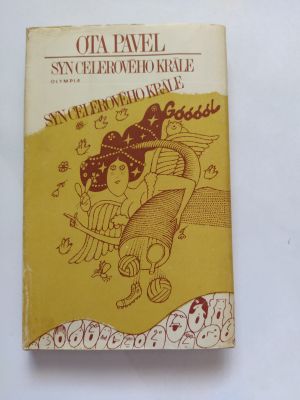 OTA PAVEL
SYN CELEROVÉHO KRÁLE
OLYMPIA
SYN CELEROVÉHO KRÁLE
Góóóól